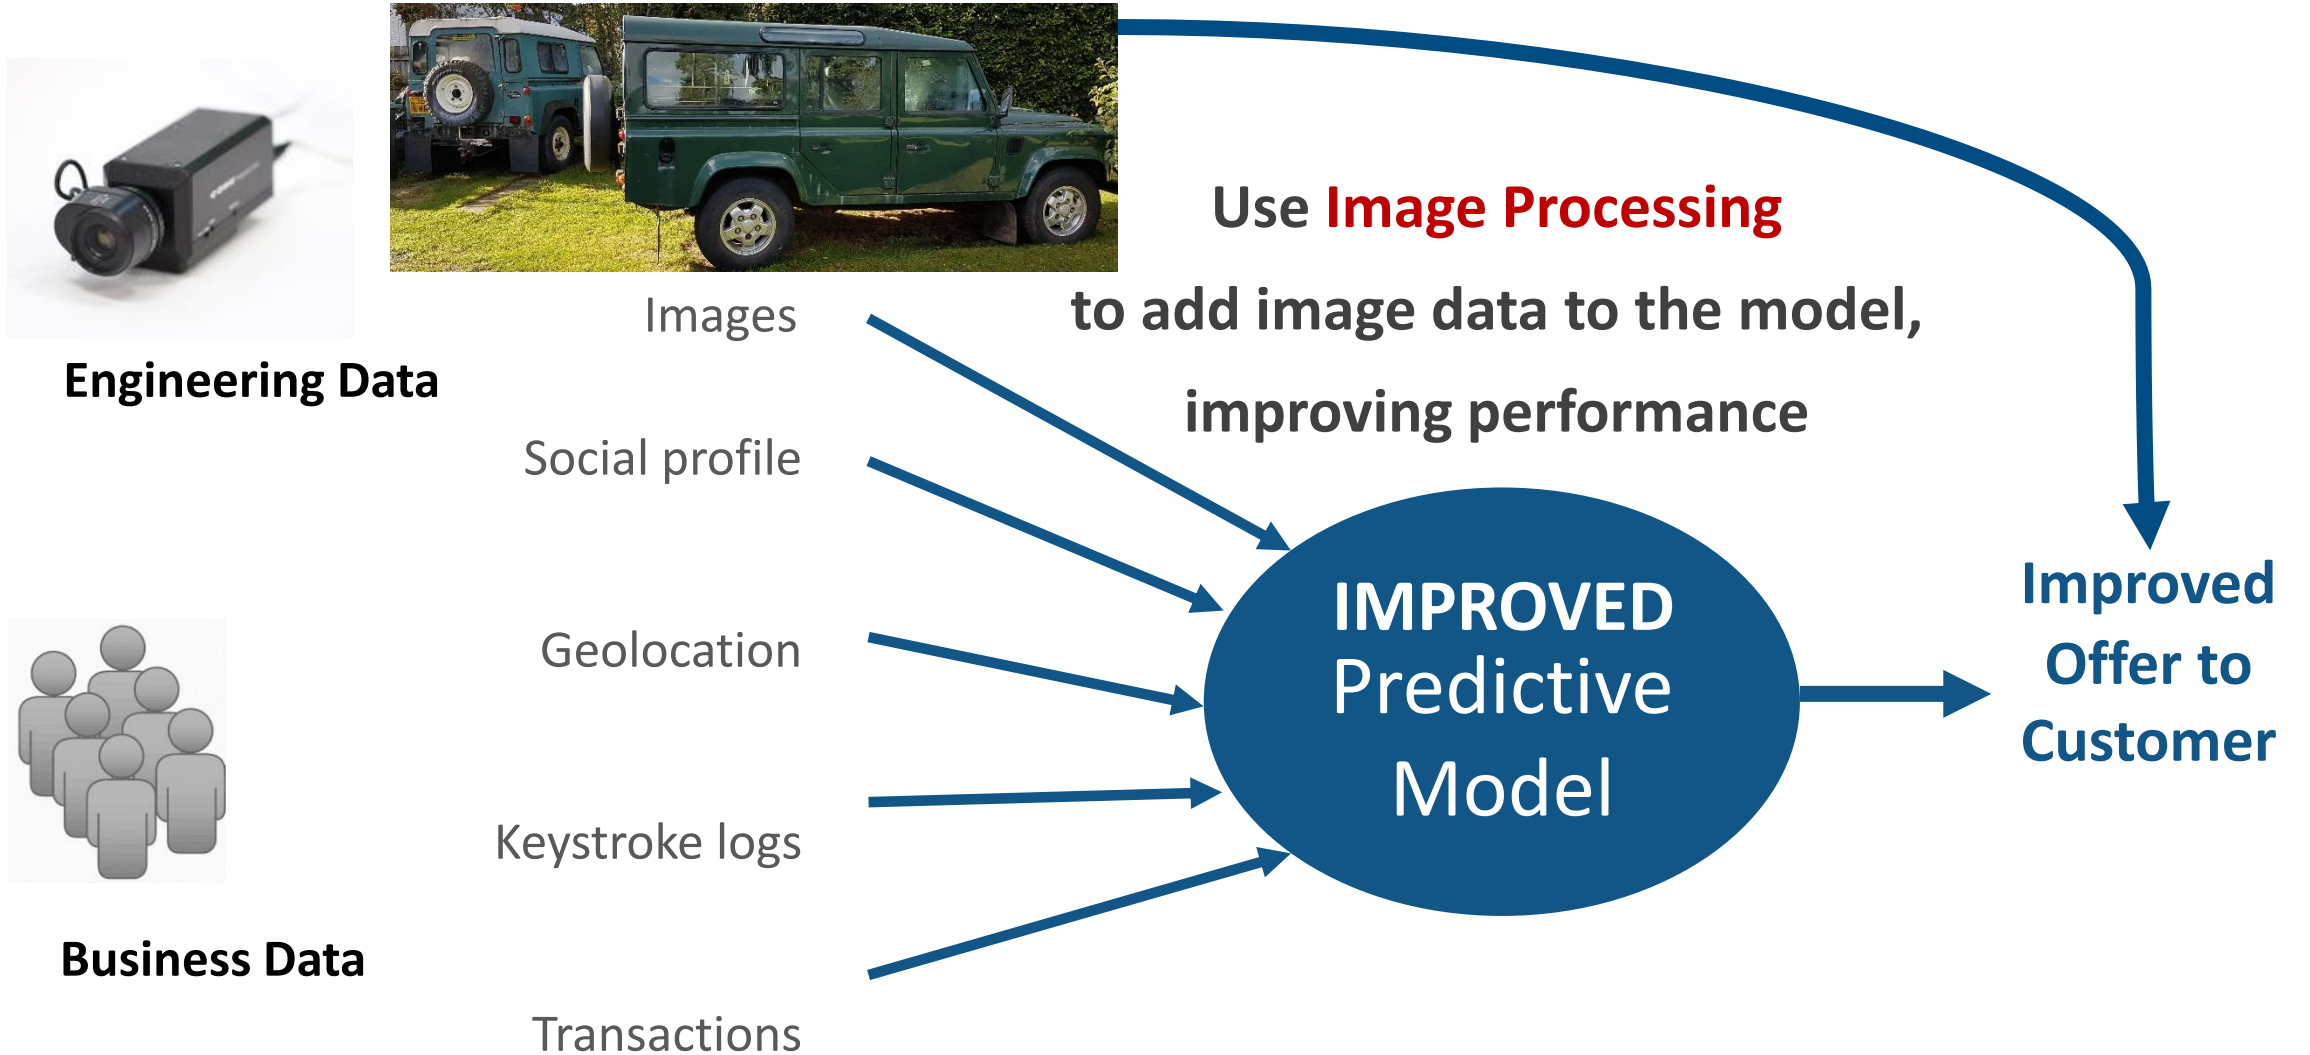 Images
Use Image Processing
to add image data to the model,
improving performance
Engineering Data
Social profile
Geolocation
Keystroke logs
Business Data
Transactions
IMPROVED
Predictive
Model
Improved
Offer to
Customer